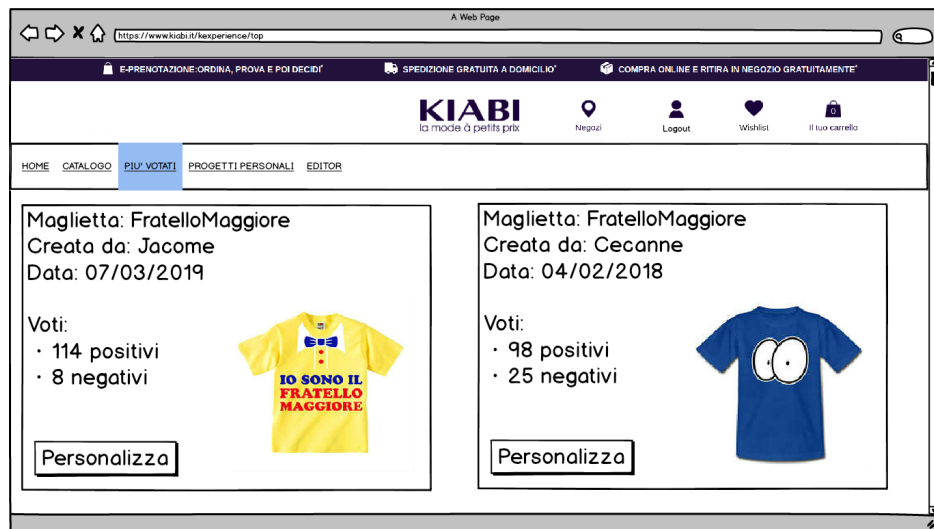 A Web Page
https://www.kiabi.it/kexperience/top
E-PRENOTAZIONE:ORDINA, PROVA E POI DECIDI*
SPEDIZIONE GRATUITA A DOMICILIO*
COMPRA ONLINE E RITIRA IN NEGOZIO GRATUITAMENTE*
KIABI
la mode à petits prix
Negozi
Logout
Wishlist
0
Il tuo carrello
HOME CATALOGO PIU' VOTATI PROGETTI PERSONALI EDITOR
Maglietta: FratelloMaggiore
Creata da: Jacome
Data: 07/03/2019
Voti:
· 114 positivi
· 8 negativi
IO SONO IL
FRATELLO
MAGGIORE
Personalizza
Maglietta: FratelloMaggiore
Creata da: Cecanne
Data: 04/02/2018
Voti:
· 98 positivi
· 25 negativi
Personalizza